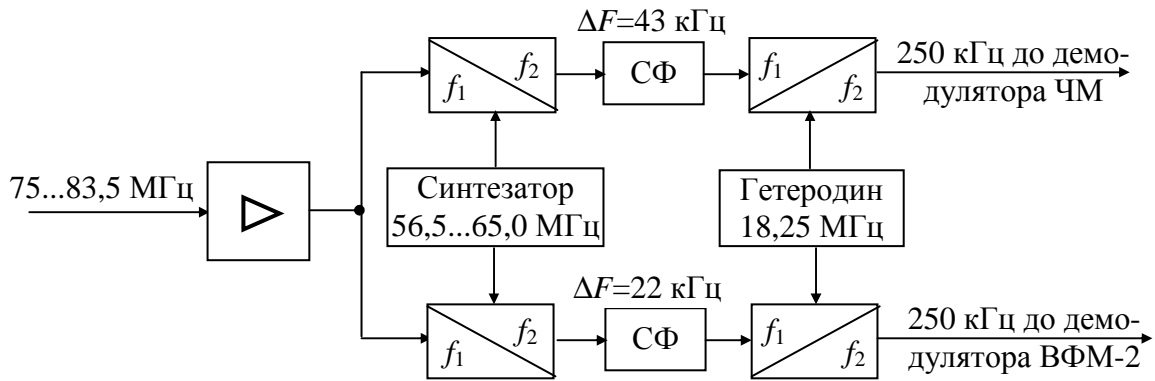 ΔF=43 кГц
f₁ f₂
СФ
f₁ f₂
250 кГц до демо-
дулятора ЧМ
75...83,5 МГц
Синтезатор
56,5...65,0 МГц
Гетеродин
18,25 МГц
ΔF=22 кГц
f₁ f₂
СФ
f₁ f₂
250 кГц до демо-
дулятора ВФМ-2